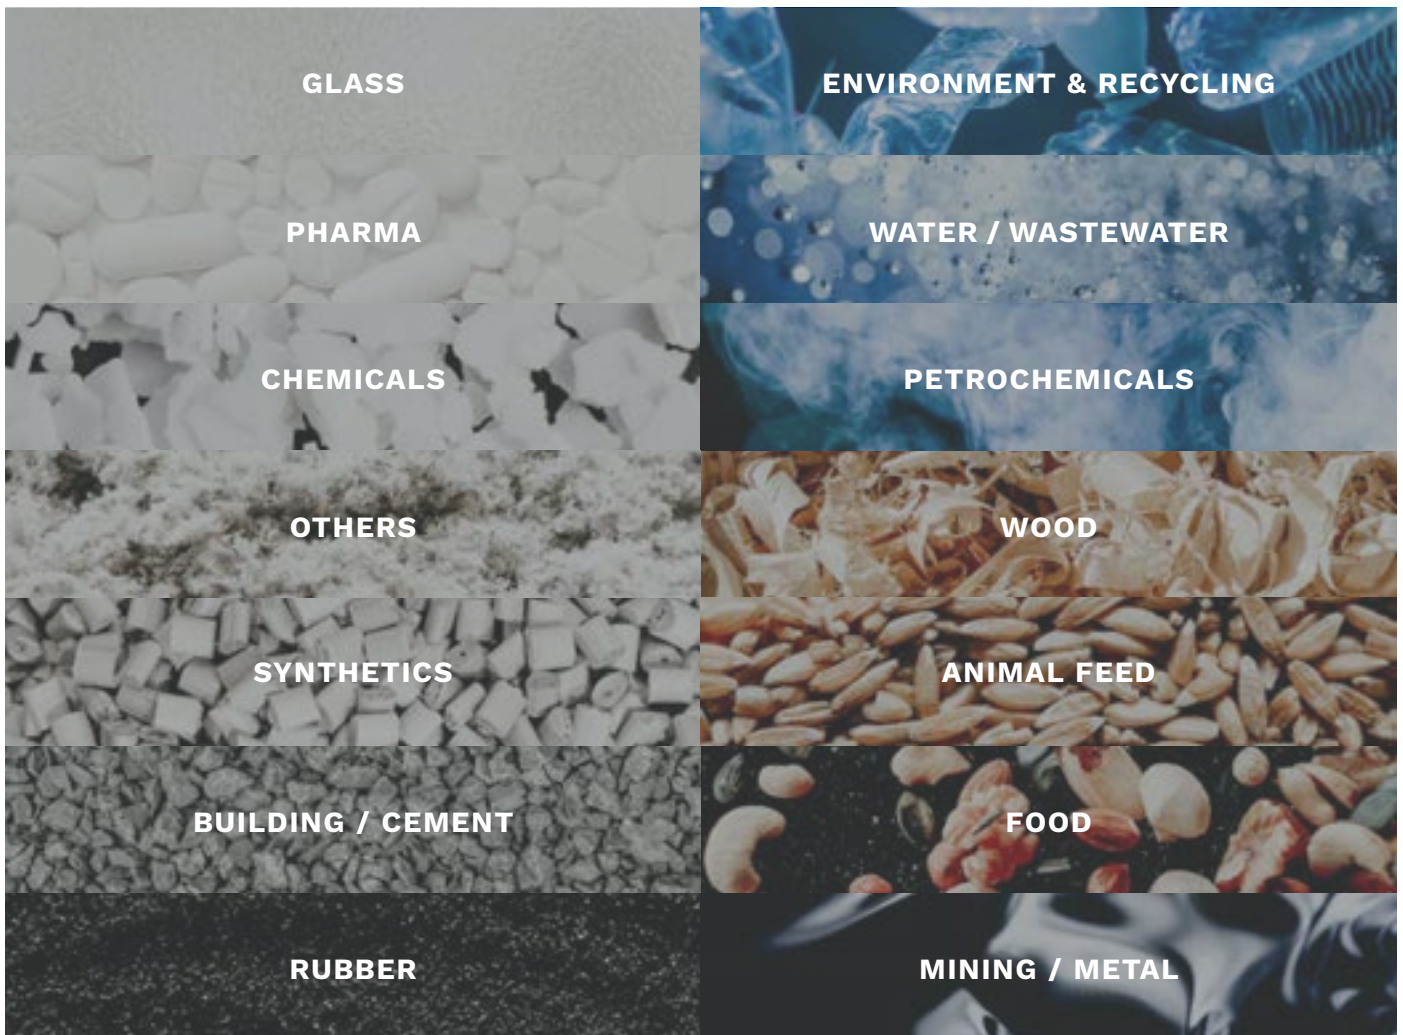 GLASS
ENVIRONMENT & RECYCLING
PHARMA
WATER / WASTEWATER
CHEMICALS
PETROCHEMICALS
OTHERS
WOOD
SYNTHETICS
ANIMAL FEED
BUILDING / CEMENT
FOOD
RUBBER
MINING / METAL